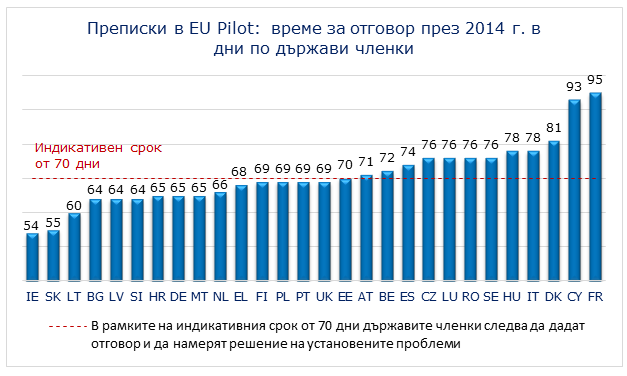 Преписки в EU Pilot: време за отговор през 2014 г. в
дни по държави членки
Индикативен срок
от 70 дни
54 55 60 64 64 64 65 65 65 66 68 69 69 69 69 70 71 72 74 76 76 76 76 78 78 81 93 95
IE SK LT BG LV SI HR DE MT NL EL FI PL PT UK EE AT BE ES CZ LU RO SE HU IT DK CY FR
В рамките на индикативния срок от 70 дни държавите членки следва да дадат
отговор и да намерят решение на установените проблеми